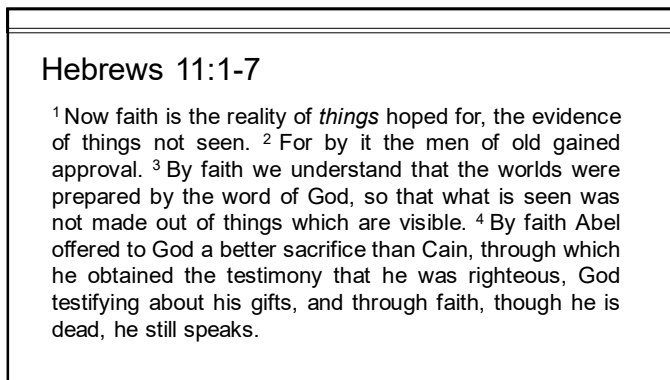 Hebrews 11:1-7
1 Now faith is the reality of things hoped for, the evidence
of things not seen. 2 For by it the men of old gained
approval. 3 By faith we understand that the worlds were
prepared by the word of God, so that what is seen was
not made out of things which are visible. 4 By faith Abel
offered to God a better sacrifice than Cain, through which
he obtained the testimony that he was righteous, God
testifying about his gifts, and through faith, though he is
dead, he still speaks.